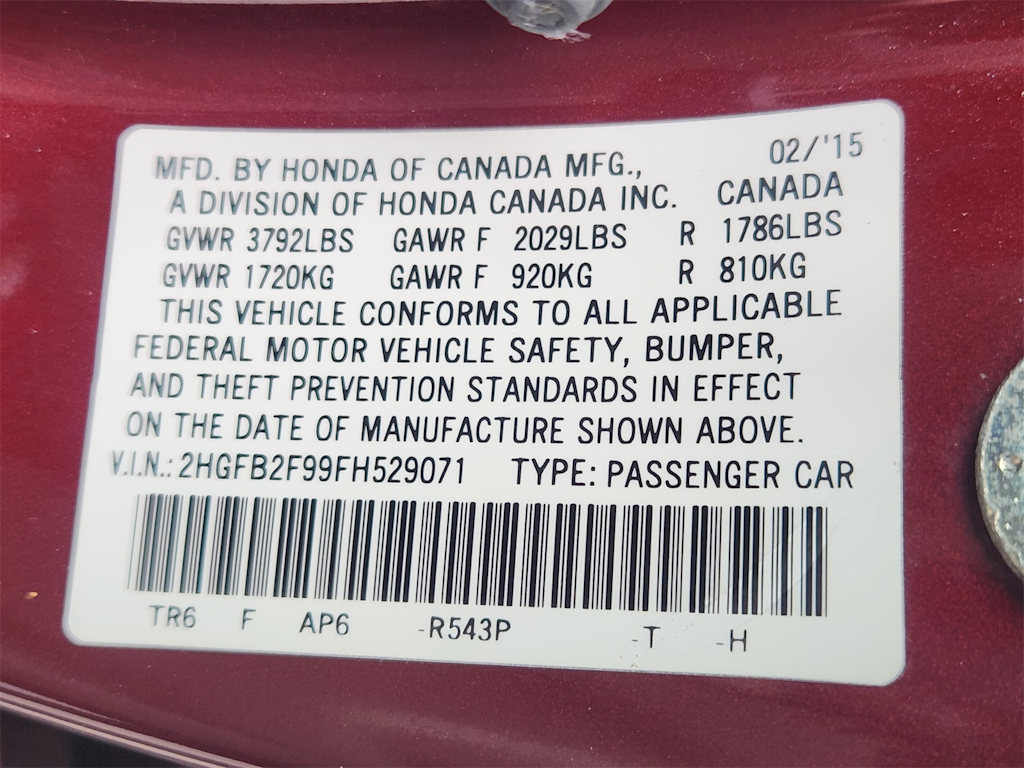 MFD. BY HONDA OF CANADA MFG., 02/'15
A DIVISION OF HONDA CANADA INC. CANADA
GVWR 3792LBS GAWR F 2029LBS R 1786LBS
GVWR 1720KG GAWR F 920KG R 810KG
THIS VEHICLE CONFORMS TO ALL APPLICABLE
FEDERAL MOTOR VEHICLE SAFETY, BUMPER,
AND THEFT PREVENTION STANDARDS IN EFFECT
ON THE DATE OF MANUFACTURE SHOWN ABOVE.
V.I.N.: 2HGFB2F99FH529071 TYPE: PASSENGER CAR
TR6 F AP6 -R543P -T -H